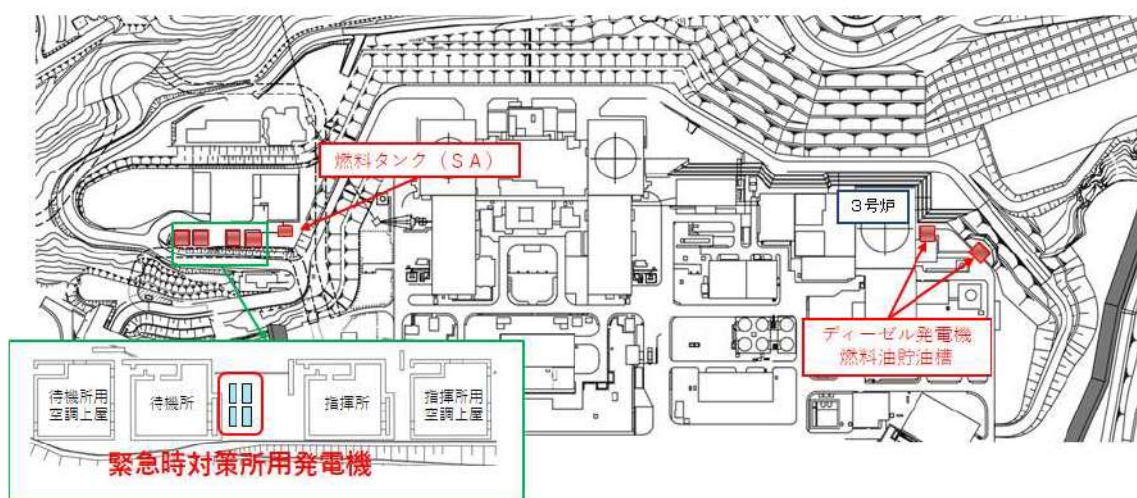 燃料タンク（ＳＡ）
３号炉
ディーゼル発電機
燃料油貯油槽
待機所用
空調上屋
待機所
指揮所
指揮所用
空調上屋
緊急時対策所用発電機